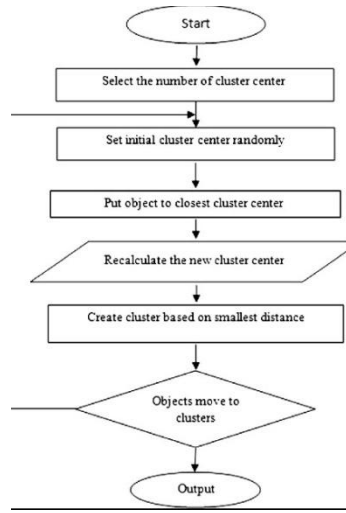 Start
Select the number of cluster center
Set initial cluster center randomly
Put object to closest cluster center
Recalculate the new cluster center
Create cluster based on smallest distance
Objects move to
clusters
Output